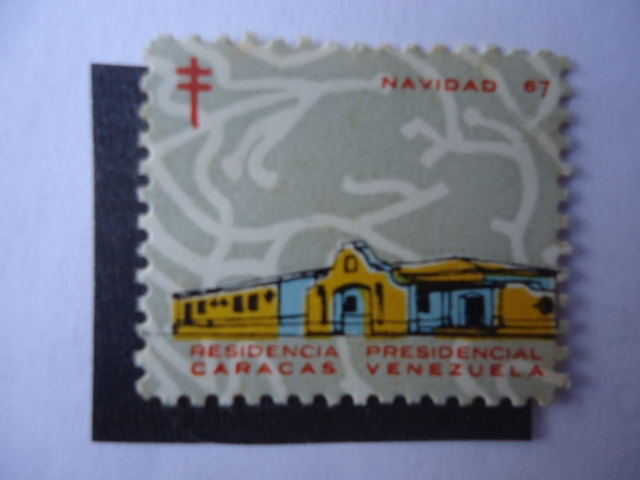 NAVIDAD 67
RESIDENCIA PRESIDENCIAL
CARACAS VENEZUELA